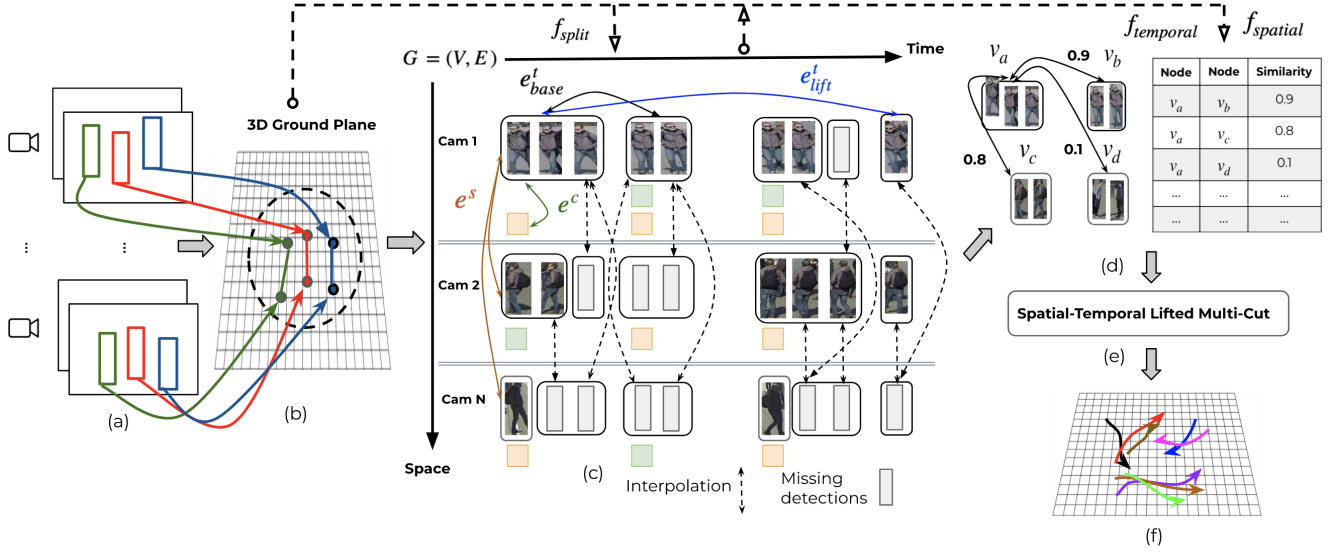 f_split
f_temporal
f_spatial
G = (V, E)
Time
3D Ground Plane
e^t_base
e^t_lift
Cam 1
e^s
e^c
Cam 2
Cam N
Space
...
...
(a)
(b)
(c)
Interpolation
Missing
detections
v_a
v_b
0.9
v_c
v_d
0.8
0.1
Node Node Similarity
v_a v_b 0.9
v_a v_c 0.8
v_a v_d 0.1
... ... ...
... ... ...
(d)
Spatial-Temporal Lifted Multi-Cut
(e)
(f)